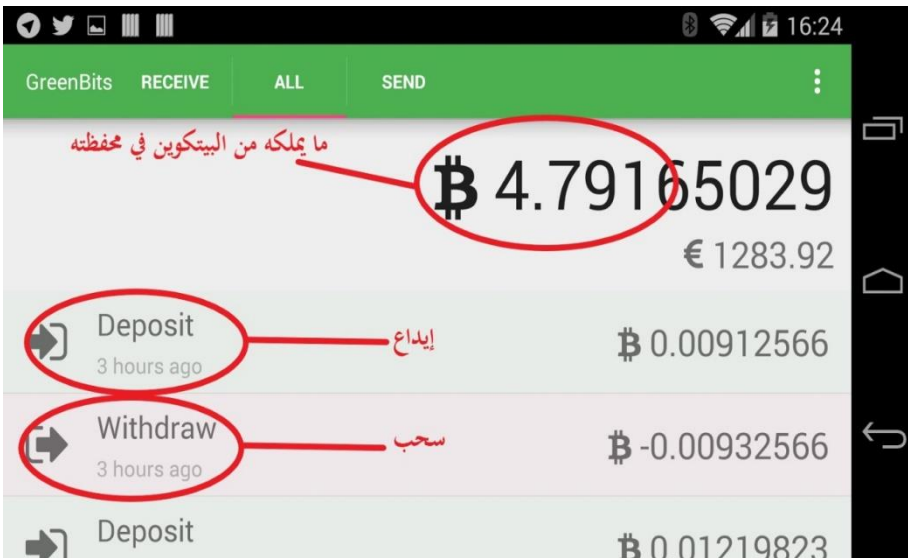 16:24
GreenBits RECEIVE ALL SEND
ما يملكه من البيتكوين في محفظته
₿ 4.79165029
€ 1283.92
Deposit
3 hours ago
إيداع
₿ 0.00912566
Withdraw
3 hours ago
سحب
₿ -0.00932566
Deposit
₿ 0.01219823